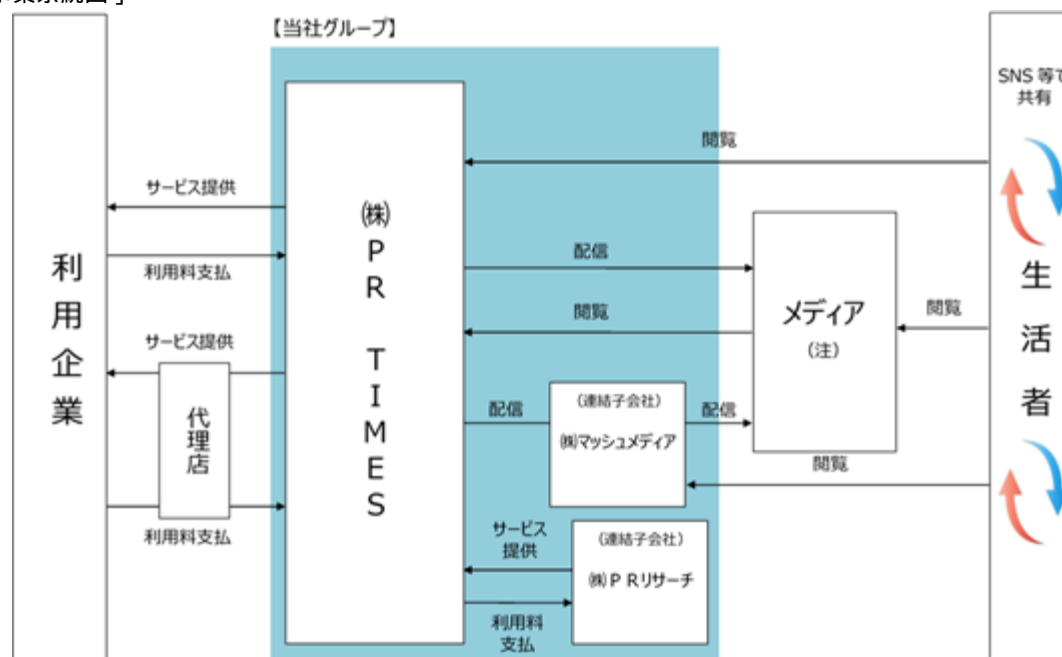 【当社グループ】
SNS 等で
共有
閲覧
サービス提供
㈱PR TIMES
利用企業
利用料支払
配信
メディア
(注)
生活者
閲覧
閲覧
サービス提供
代理店
利用料支払
配信
(連結子会社)
㈱マッシュメディア
配信
閲覧
サービス
提供
(連結子会社)
㈱PRリサーチ
利用料
支払